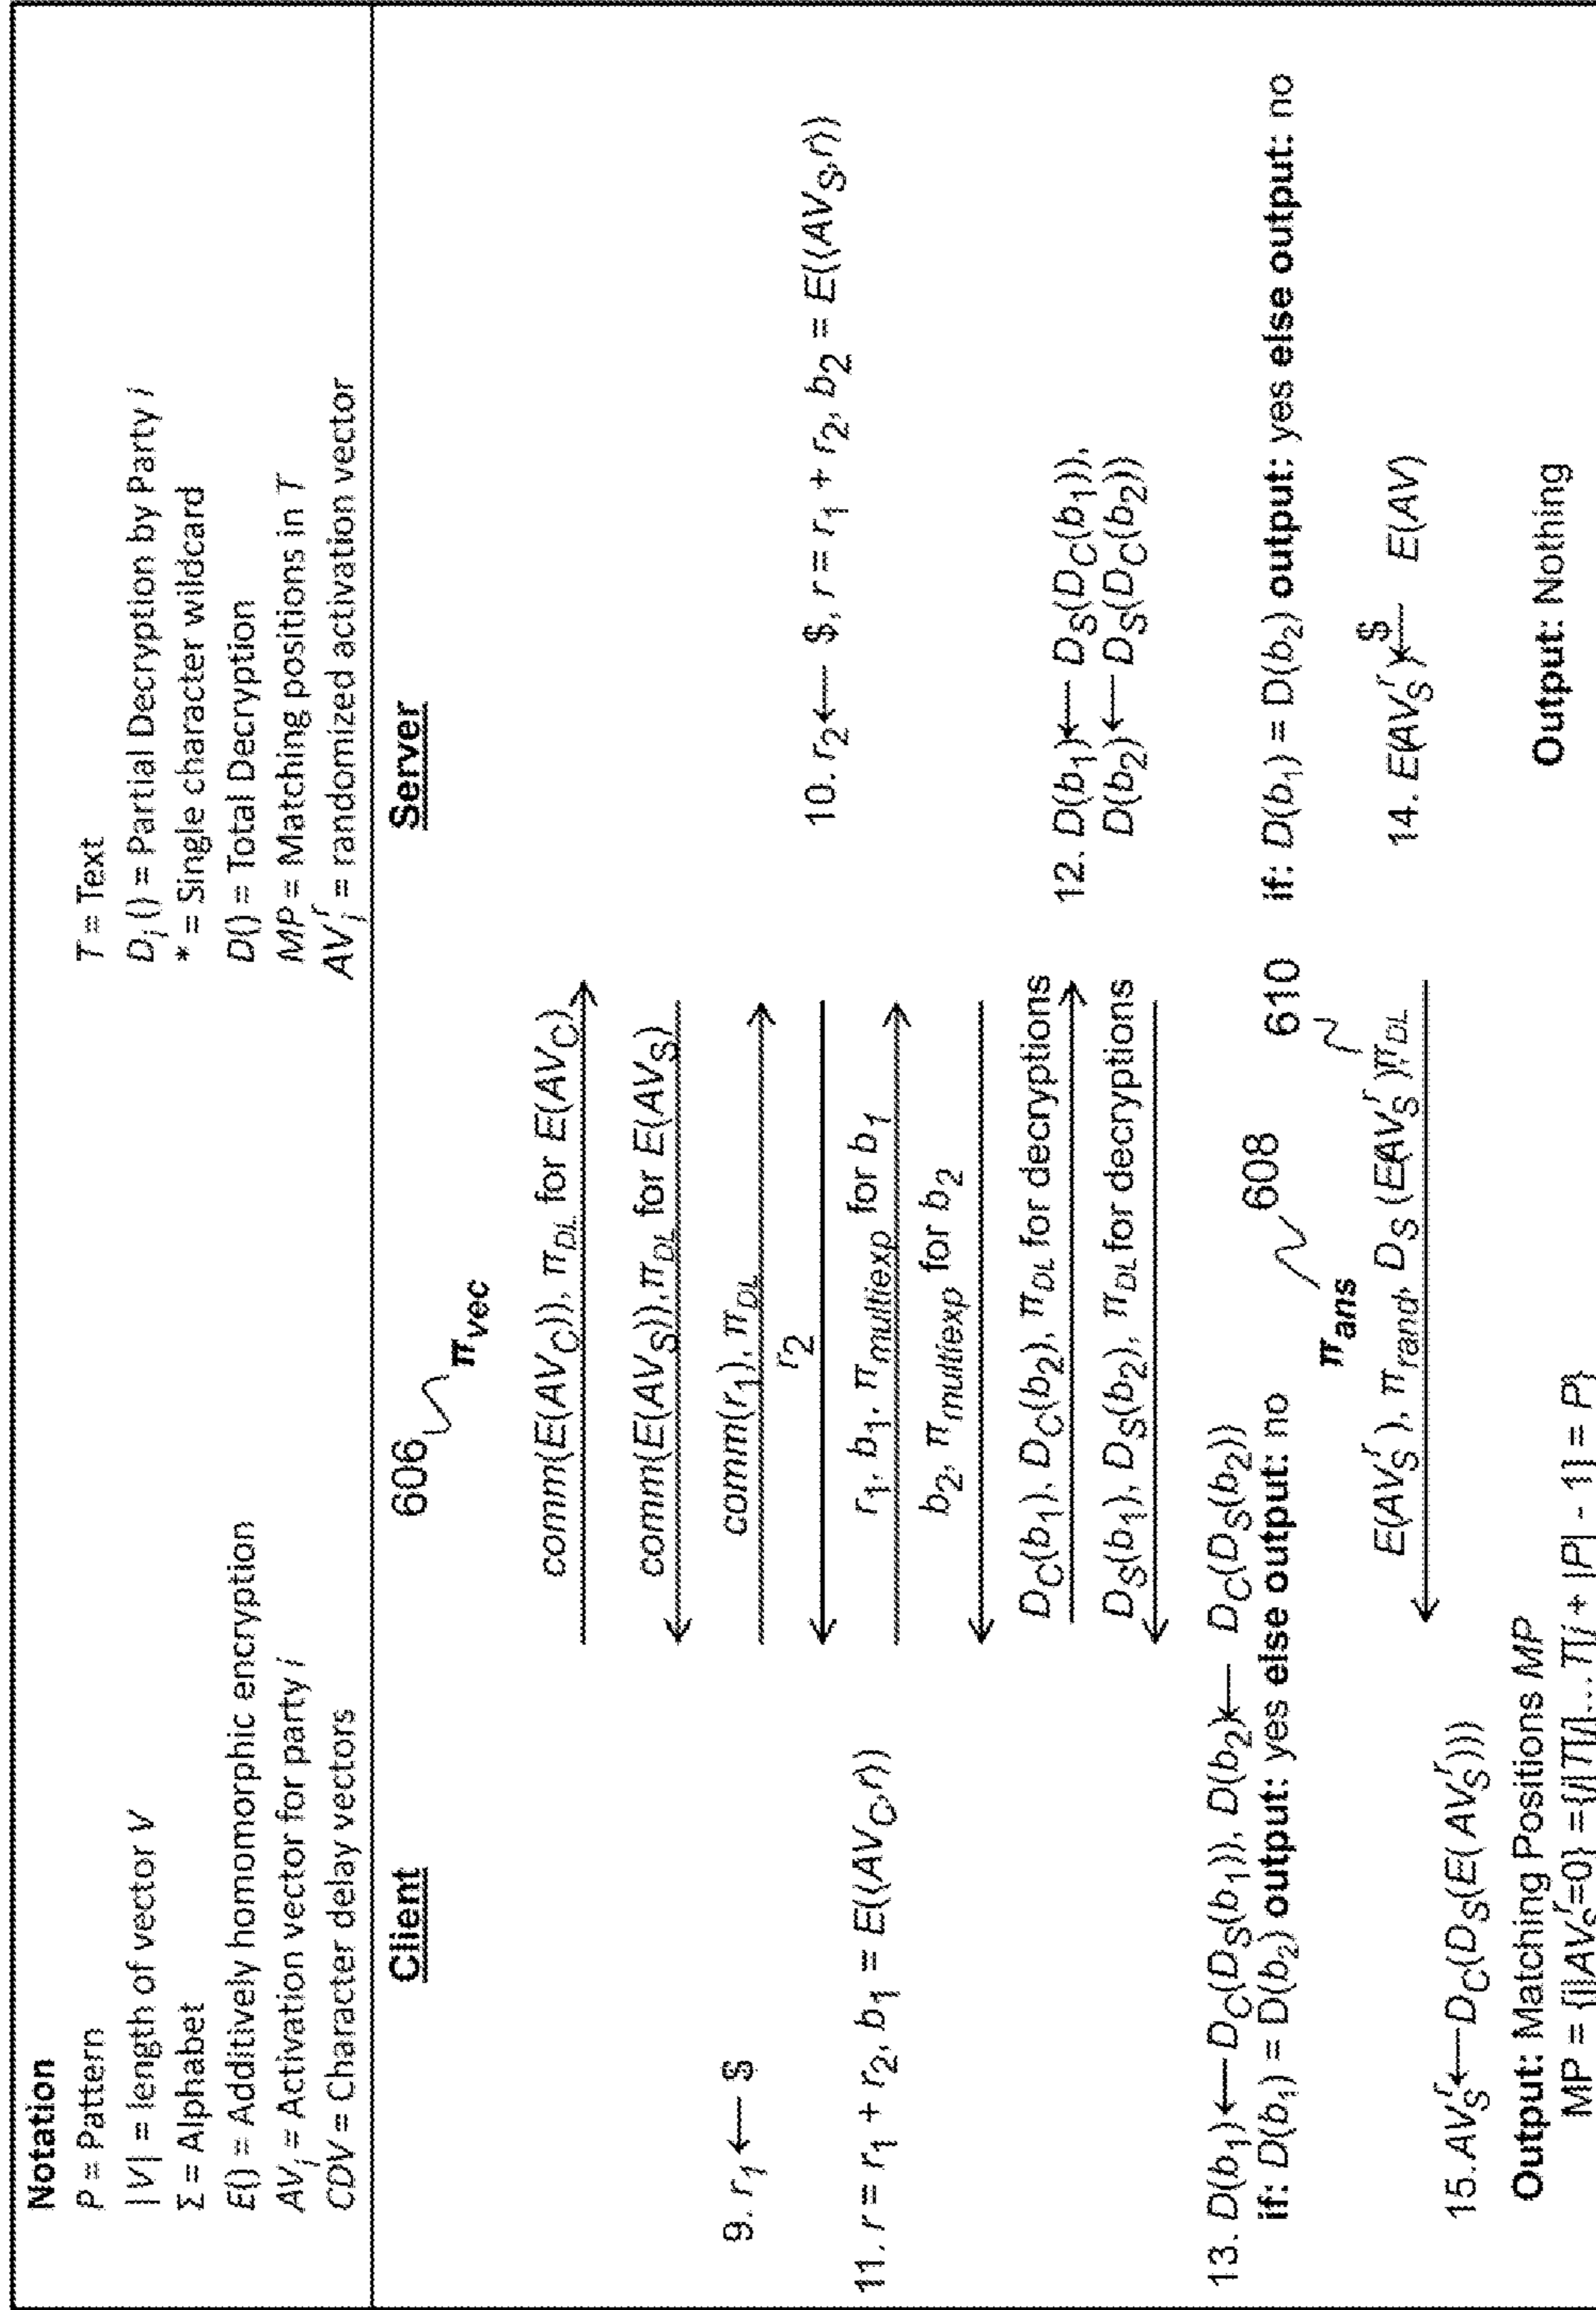 Notation
P = Pattern
|V| = length of vector V
Σ = Alphabet
E() = Additively homomorphic encryption
AV_i = Activation vector for party i
CDV = Character delay vectors
T = Text
D_i () = Partial Decryption by Party i
* = Single character wildcard
D() = Total Decryption
MP = Matching positions in T
AV_i^r = randomized activation vector
Client
Server
606
π_vec
comm(E(AV_C)), π_DL for E(AV_C)
comm(E(AV_S)), π_DL for E(AV_S)
9. r_1 ← $
comm(r_1), π_DL
r_2
10. r_2 ← $, r = r_1 + r_2, b_2 = E(⟨AV_S,r⟩)
11. r = r_1 + r_2, b_1 = E(⟨AV_C,r⟩)
r_1, b_1, π_multiexp for b_1
b_2, π_multiexp for b_2
D_C(b_1), D_C(b_2), π_DL for decryptions
12. D(b_1) ← D_S(D_C(b_1)),
D(b_2) ← D_S(D_C(b_2))
D_S(b_1), D_S(b_2), π_DL for decryptions
13. D(b_1) ← D_C(D_S(b_1)), D(b_2) ← D_C(D_S(b_2))
if: D(b_1) = D(b_2) output: yes else output: no
608
610
if: D(b_1) = D(b_2) output: yes else output: no
π_ans
14. E(AV_S^r) $← E(AV)
E(AV_S^r), π_rand, D_S (E(AV_S^r)π_DL
15. AV_S^r ← D_C(D_S(E( AV_S^r)))
Output: Matching Positions MP
Output: Nothing
MP = {j|AV_S^r=0} ={j|T[j]...T[j + |P| - 1] = P}